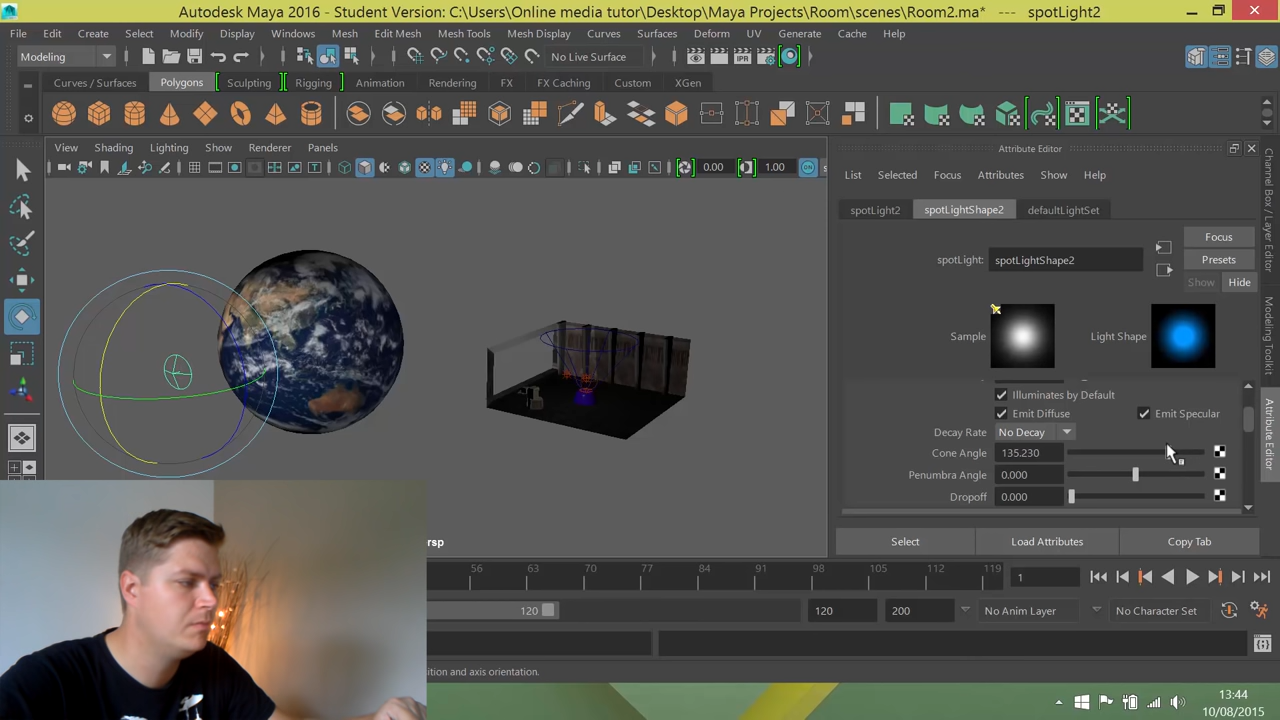 Autodesk Maya 2016 - Student Version C:\Users\Online media tutor\Desktop\Maya Projects\Room\scenes\Room2.ma* --- spotLight2
File Edit Create Select Modify Display Windows Mesh Edit Mesh Mesh Tools Mesh Display Curves Surfaces Deform UV Generate Cache Help
Modeling No Live Surface IPR
Curves / Surfaces Polygons Sculpting Rigging Animation Rendering FX FX Caching Custom XGen
View Shading Lighting Show Renderer Panels
0.00 1.00 ON
Attribute Editor
List Selected Focus Attributes Show Help
spotLight2 spotLightShape2 defaultLightSet
Focus
spotLight: spotLightShape2 Presets
Show Hide
Sample Light Shape
Illuminates by Default
Emit Diffuse Emit Specular
Decay Rate No Decay
Cone Angle 135.230
Penumbra Angle 0.000
Dropoff 0.000
Select Load Attributes Copy Tab
Channel Box / Layer Editor
Modeling Toolkit
Attribute Editor
ersp
56 63 70 77 84 91 98 105 112 119 1
120 120 200 No Anim Layer No Character Set
ition and axis orientation.
13:44
10/08/2015